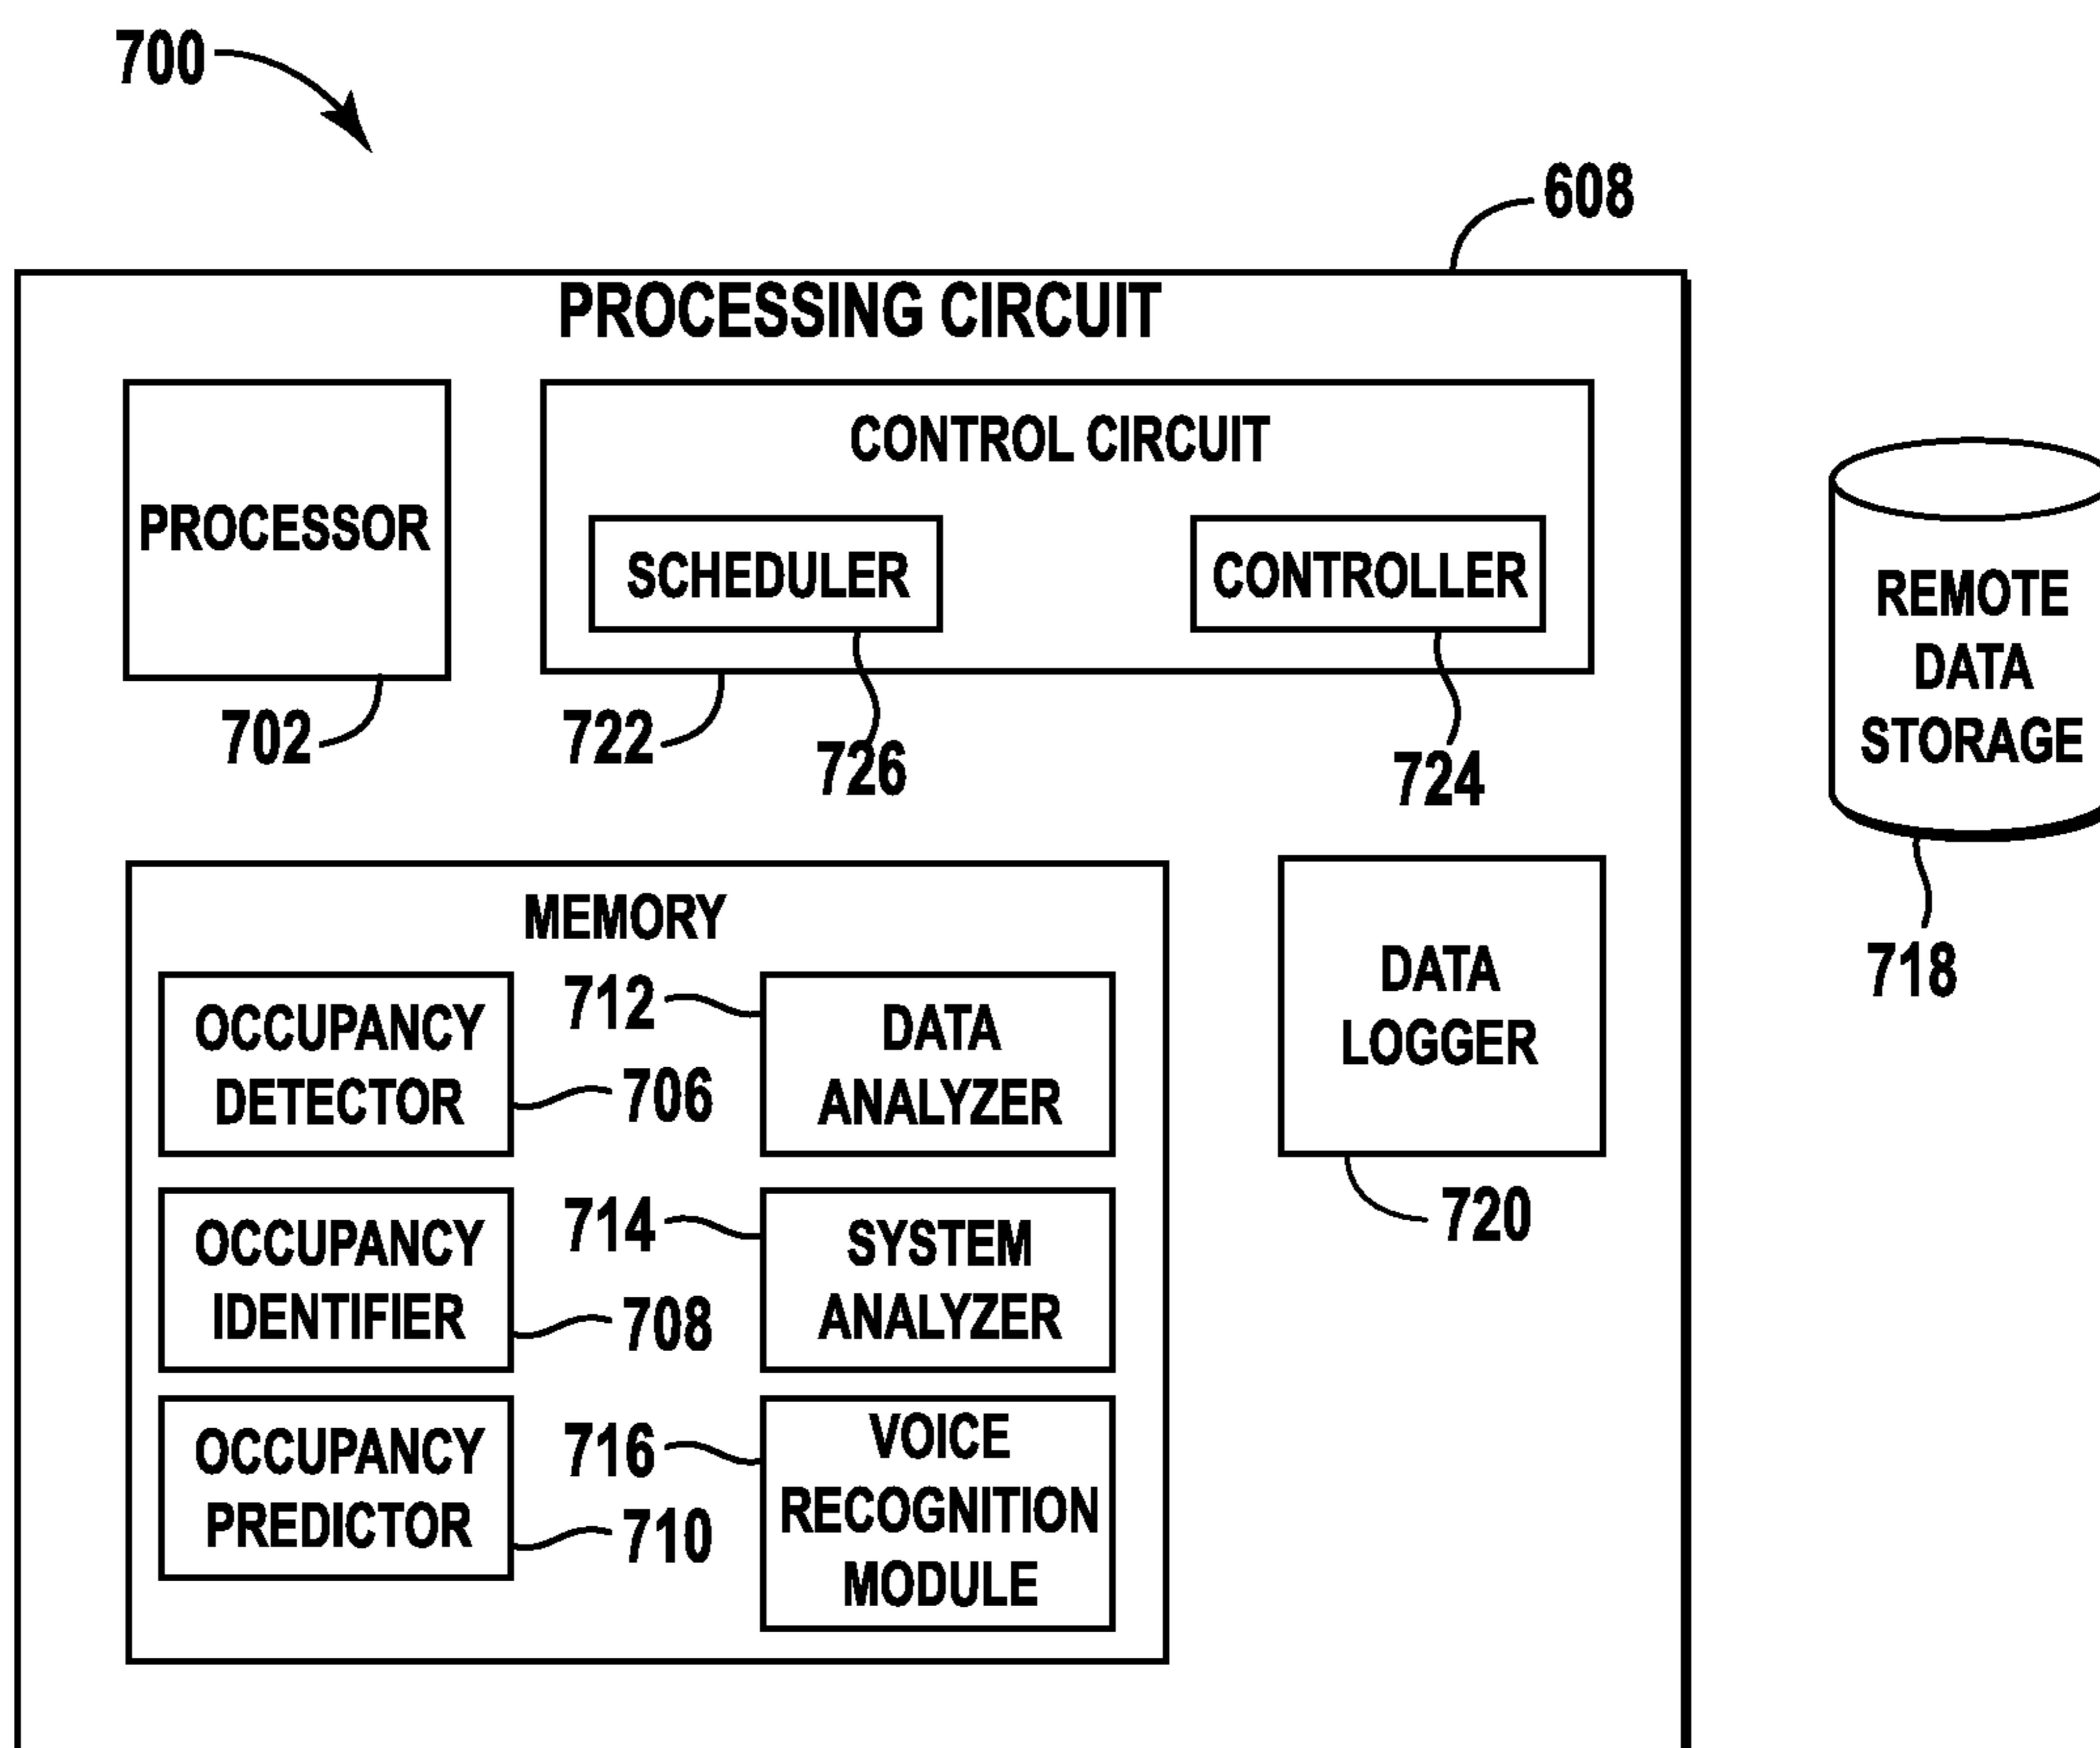 700
608
PROCESSING CIRCUIT
PROCESSOR
702
CONTROL CIRCUIT
SCHEDULER
CONTROLLER
722
726
724
REMOTE
DATA
STORAGE
718
MEMORY
OCCUPANCY
DETECTOR
706
712
DATA
ANALYZER
OCCUPANCY
IDENTIFIER
708
714
SYSTEM
ANALYZER
OCCUPANCY
PREDICTOR
710
716
VOICE
RECOGNITION
MODULE
DATA
LOGGER
720